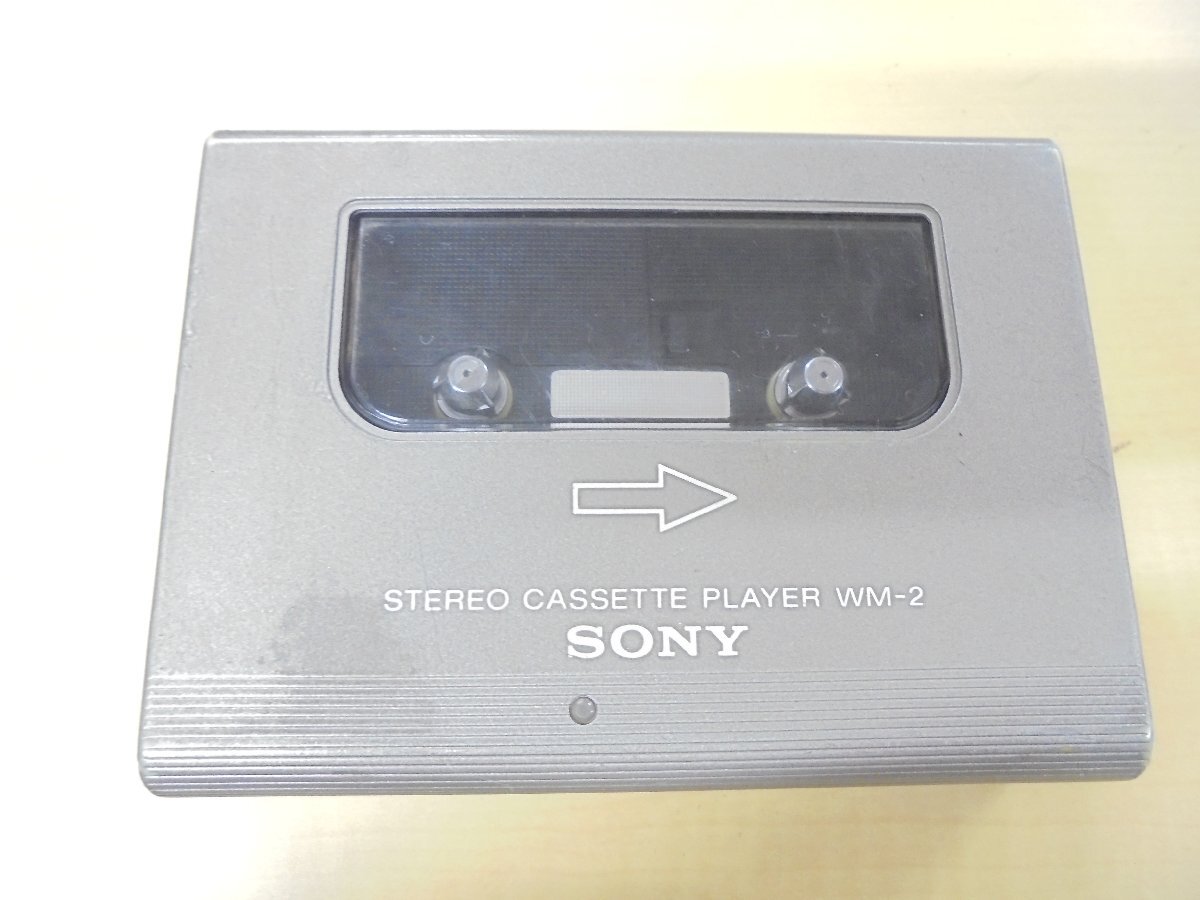 STEREO CASSETTE PLAYER WM-2
SONY